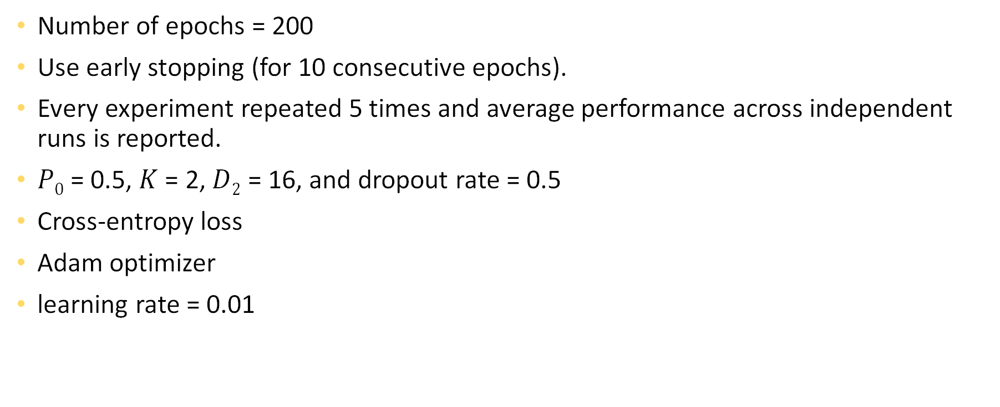 • Number of epochs = 200
• Use early stopping (for 10 consecutive epochs).
• Every experiment repeated 5 times and average performance across independent
runs is reported.
• P₀ = 0.5, K = 2, D₂ = 16, and dropout rate = 0.5
• Cross-entropy loss
• Adam optimizer
• learning rate = 0.01